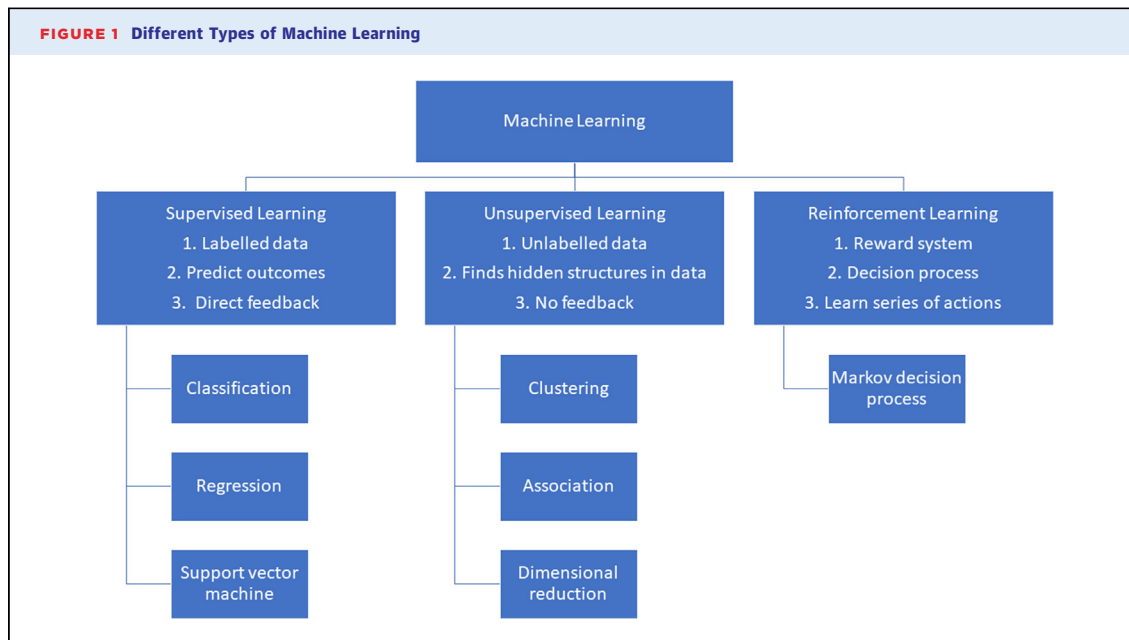 FIGURE 1 Different Types of Machine Learning
Machine Learning
Supervised Learning
1. Labelled data
2. Predict outcomes
3. Direct feedback
Classification
Regression
Support vector
machine
Unsupervised Learning
1. Unlabelled data
2. Finds hidden structures in data
3. No feedback
Clustering
Association
Dimensional
reduction
Reinforcement Learning
1. Reward system
2. Decision process
3. Learn series of actions
Markov decision
process